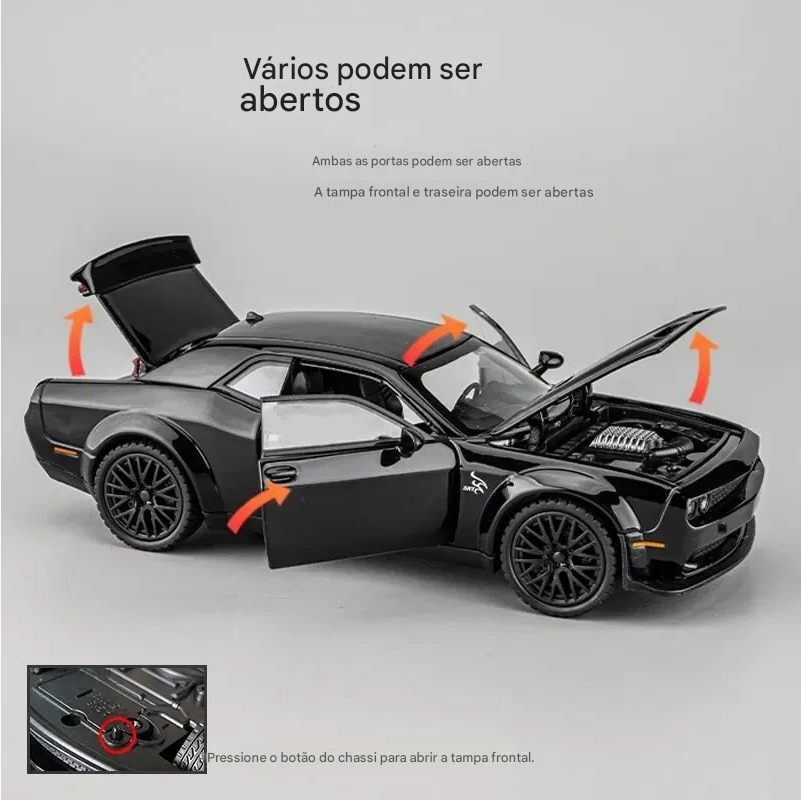 Vários podem ser
abertos
Ambas as portas podem ser abertas
A tampa frontal e traseira podem ser abertas
SRT
Pressione o botão do chassi para abrir a tampa frontal.